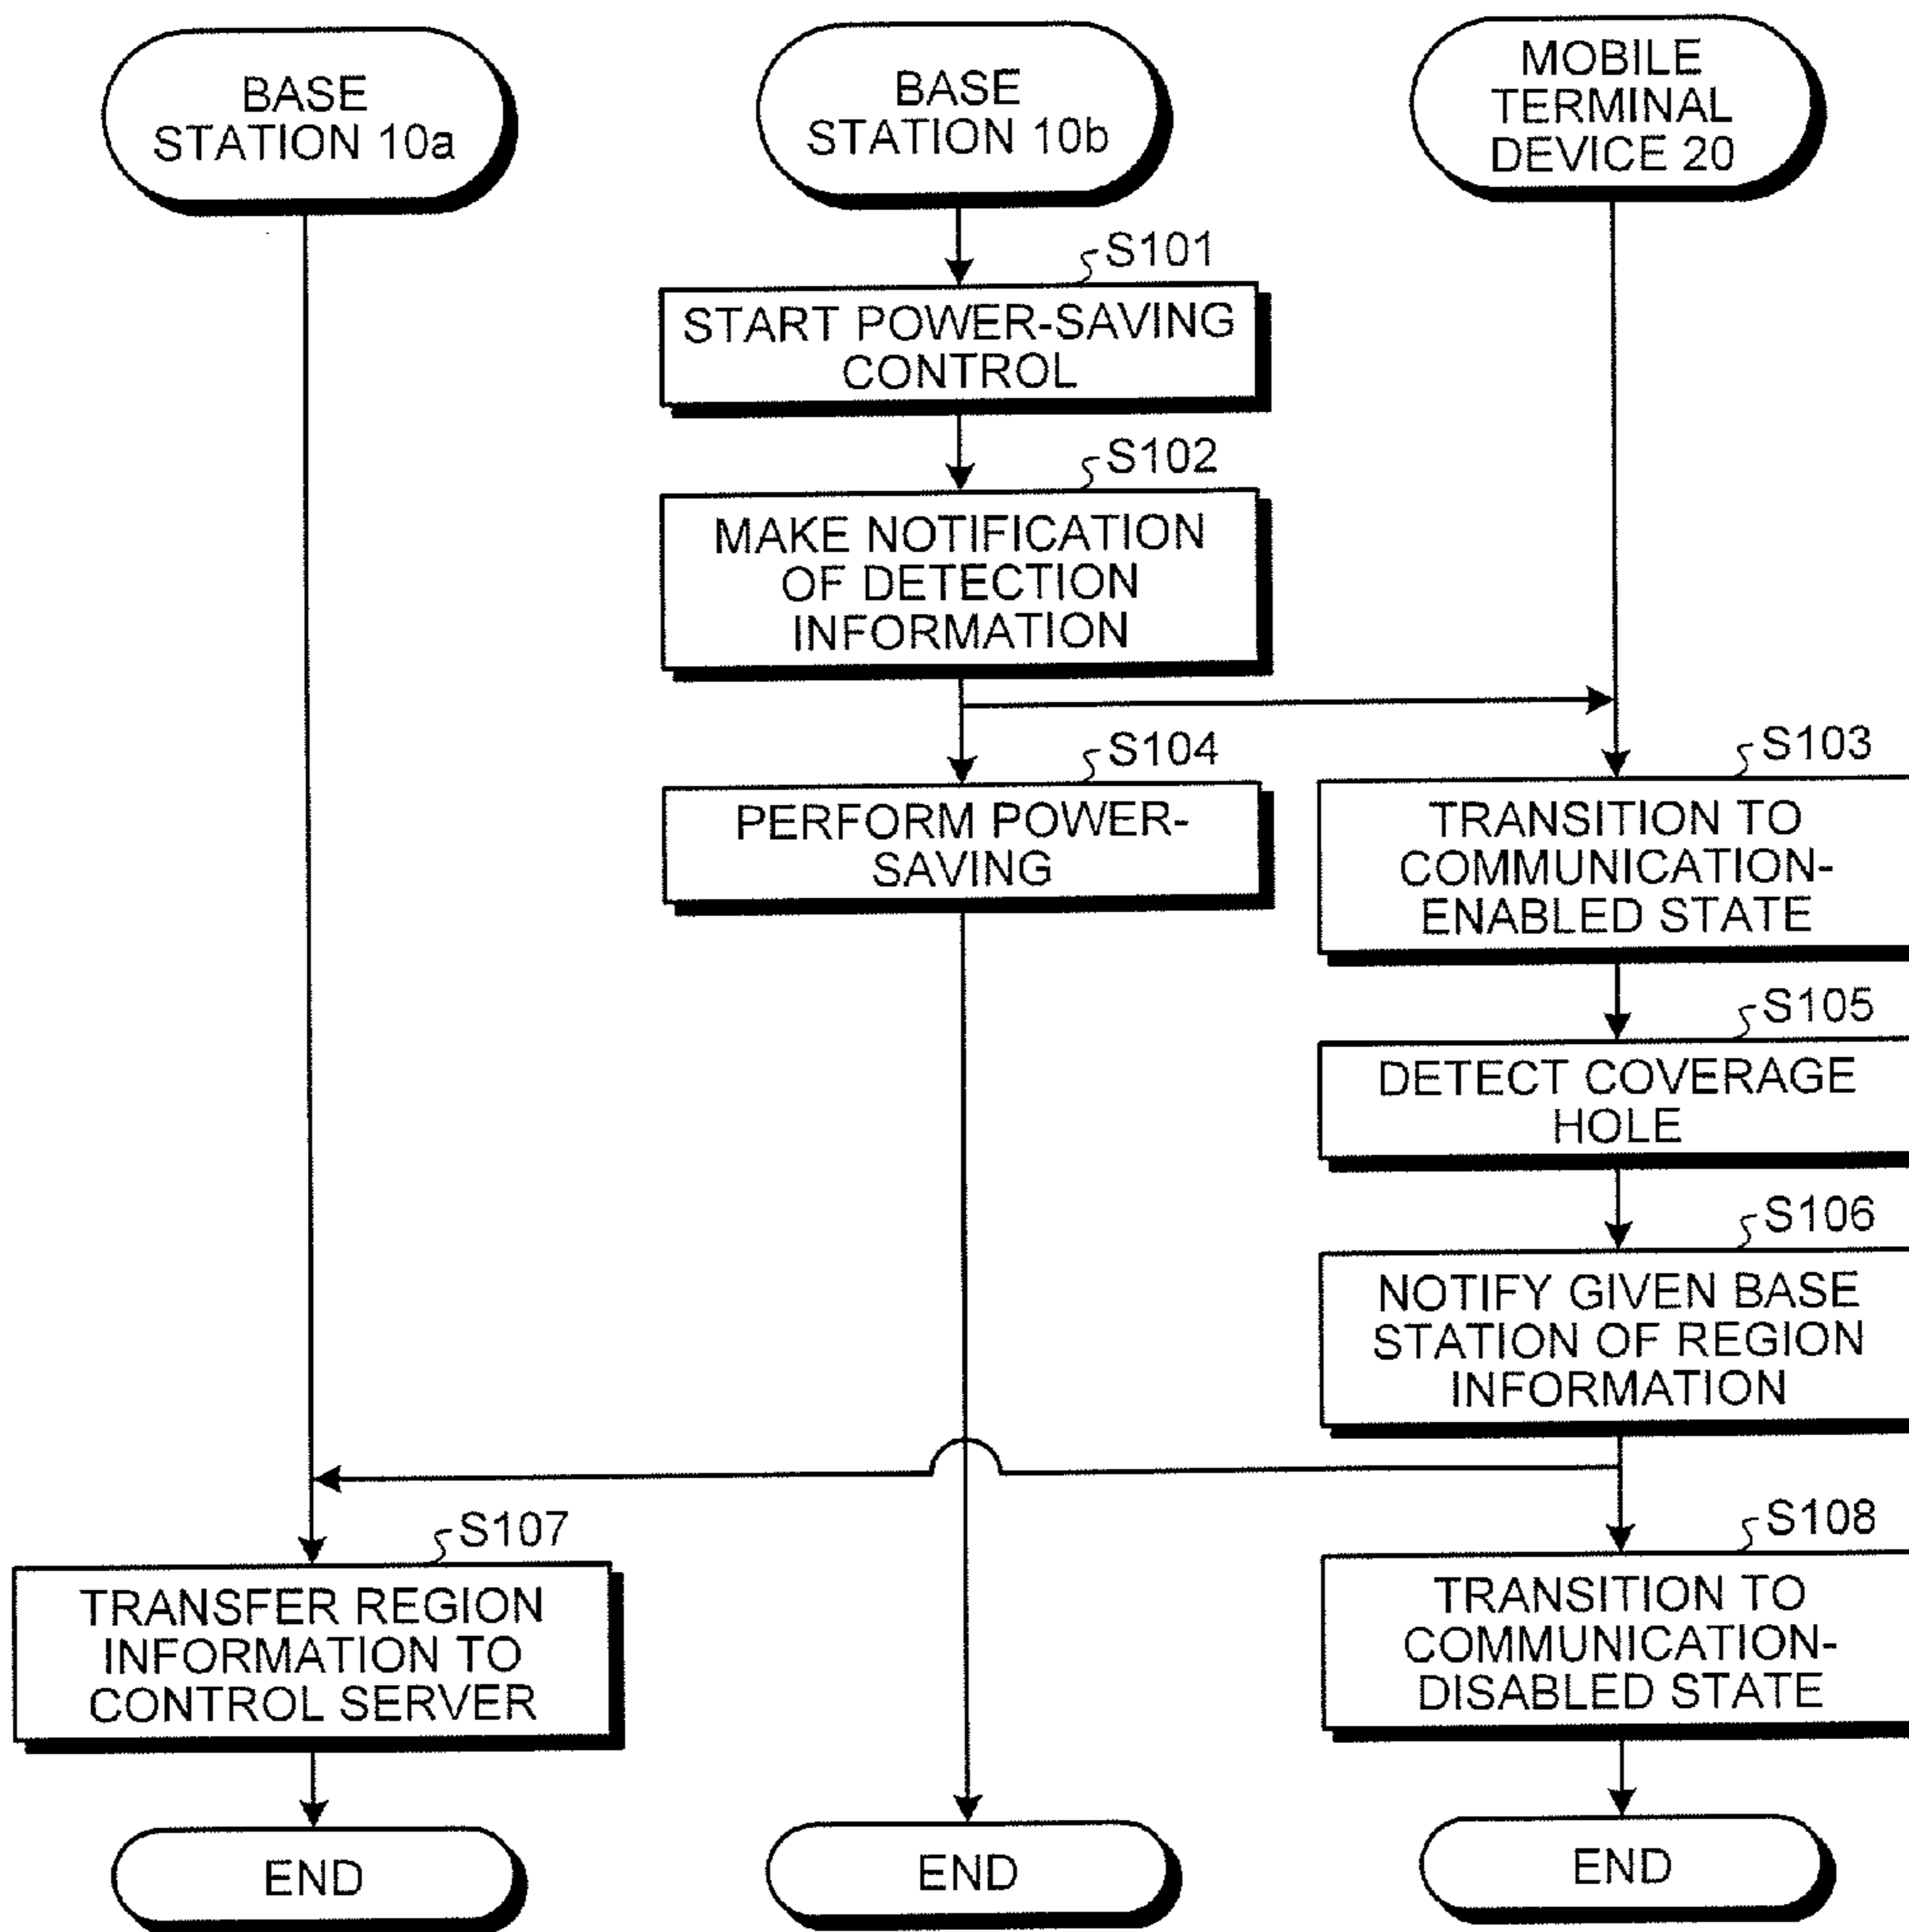 BASE
STATION 10a
BASE
STATION 10b
MOBILE
TERMINAL
DEVICE 20
S101
START POWER-SAVING
CONTROL
S102
MAKE NOTIFICATION
OF DETECTION
INFORMATION
S104
PERFORM POWER-
SAVING
S103
TRANSITION TO
COMMUNICATION-
ENABLED STATE
S105
DETECT COVERAGE
HOLE
S106
NOTIFY GIVEN BASE
STATION OF REGION
INFORMATION
S107
TRANSFER REGION
INFORMATION TO
CONTROL SERVER
S108
TRANSITION TO
COMMUNICATION-
DISABLED STATE
END
END
END